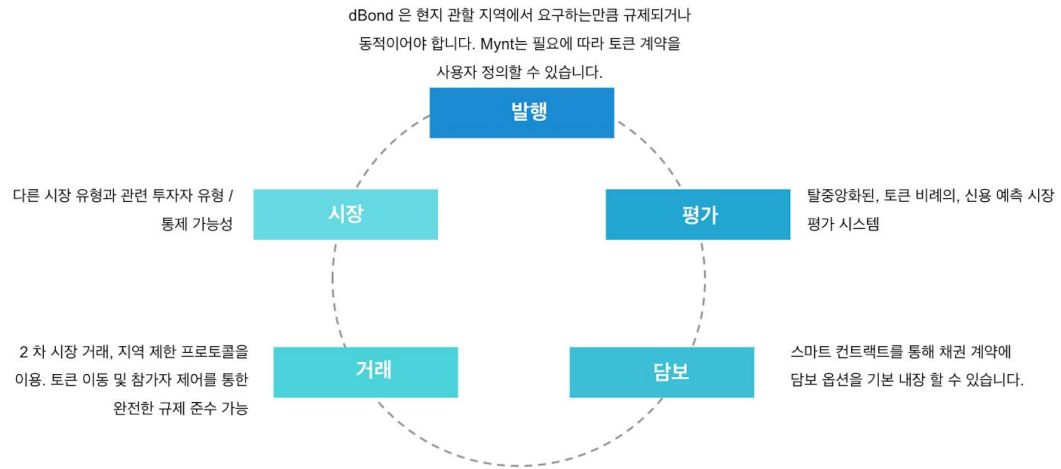 dBond 은 현지 관할 지역에서 요구하는만큼 규제되거나
동적이어야 합니다. Mynt는 필요에 따라 토큰 계약을
사용자 정의할 수 있습니다.
발행
다른 시장 유형과 관련 투자자 유형 /
통제 가능성
시장
평가
탈중앙화된, 토큰 비례의, 신용 예측 시장
평가 시스템
2 차 시장 거래, 지역 제한 프로토콜을
이용. 토큰 이동 및 참가자 제어를 통한
완전한 규제 준수 가능
거래
담보
스마트 컨트랙트를 통해 채권 계약에
담보 옵션을 기본 내장 할 수 있습니다.